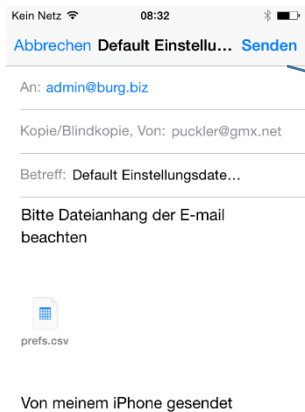 Kein Netz 08:32
Abbrechen Default Einstellu... Senden
An: admin@burg.biz
Kopie/Blindkopie, Von: puckler@gmx.net
Betreff: Default Einstellungsdate...
Bitte Dateianhang der E-mail
beachten
prefs.csv
Von meinem iPhone gesendet